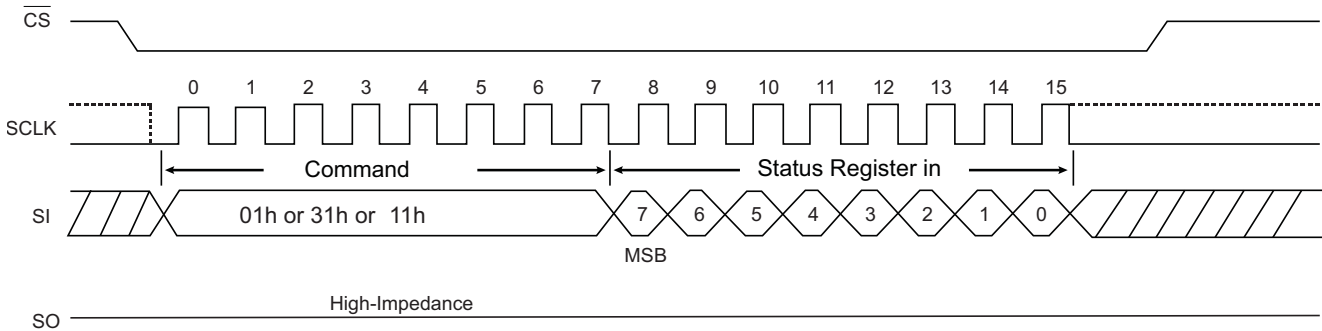 CS
0 1 2 3 4 5 6 7 8 9 10 11 12 13 14 15
SCLK
Command Status Register in
SI 01h or 31h or 11h 7 6 5 4 3 2 1 0
MSB
High-Impedance
SO